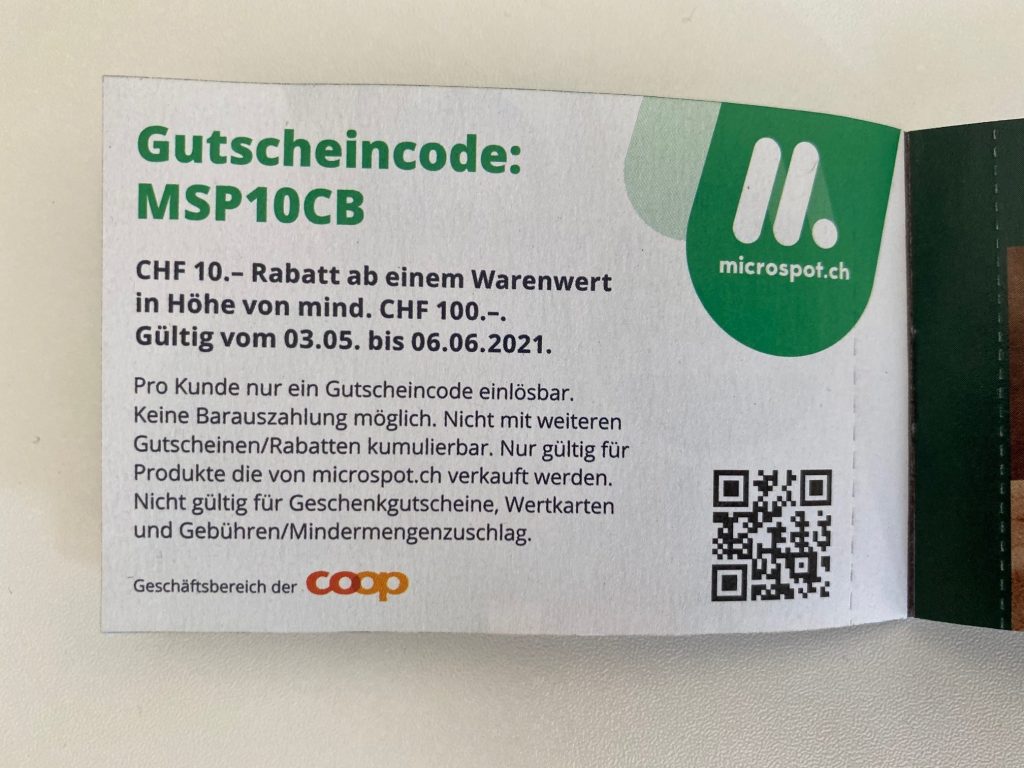 Gutscheincode:
MSP10CB
CHF 10.– Rabatt ab einem Warenwert
in Höhe von mind. CHF 100.–.
Gültig vom 03.05. bis 06.06.2021.
Pro Kunde nur ein Gutscheincode einlösbar.
Keine Barauszahlung möglich. Nicht mit weiteren
Gutscheinen/Rabatten kumulierbar. Nur gültig für
Produkte die von microspot.ch verkauft werden.
Nicht gültig für Geschenkgutscheine, Wertkarten
und Gebühren/Mindermengenzuschlag.
Geschäftsbereich der coop
microspot.ch